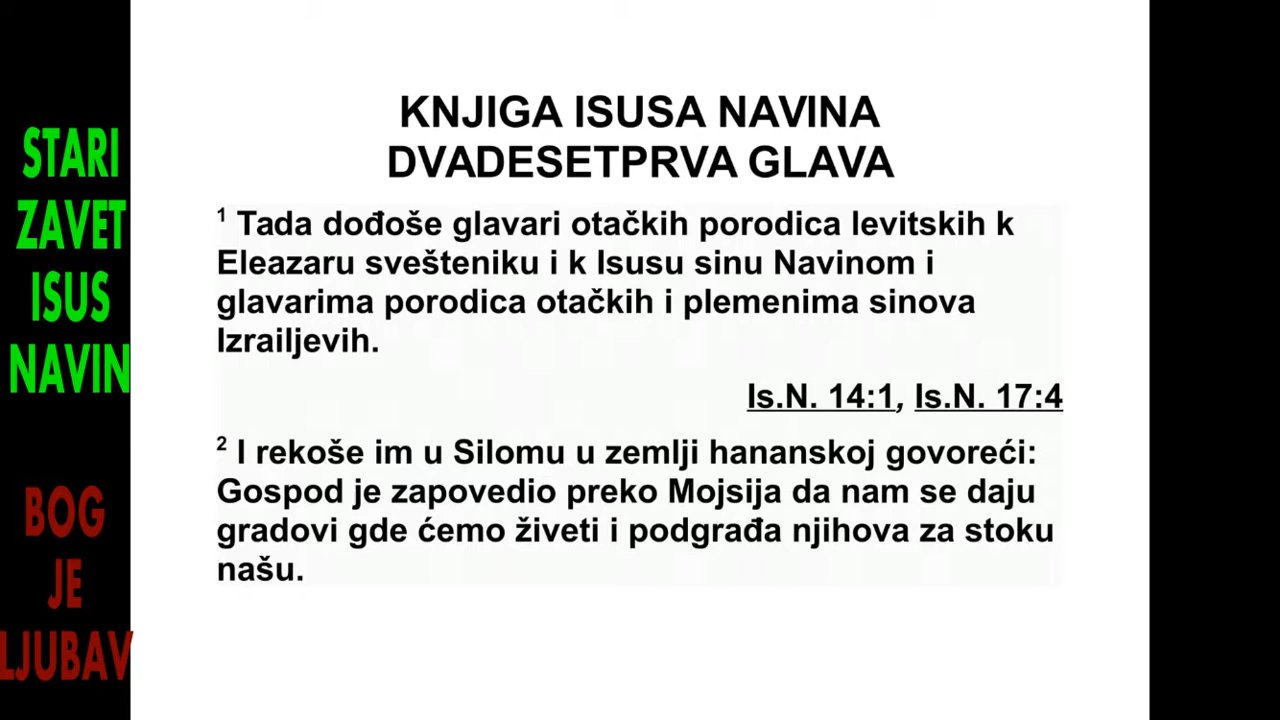 STARI
ZAVET
ISUS
NAVIN
BOG
JE
LJUBAV
KNJIGA ISUSA NAVINA
DVADESETPRVA GLAVA
1 Tada dođoše glavari otačkih porodica levitskih k
Eleazaru svešteniku i k Isusu sinu Navinom i
glavarima porodica otačkih i plemenima sinova
Izrailjevih.
Is.N. 14:1, Is.N. 17:4
2 I rekoše im u Silomu u zemlji hananskoj govoreći:
Gospod je zapovedio preko Mojsija da nam se daju
gradovi gde ćemo živeti i podgrađa njihova za stoku
našu.